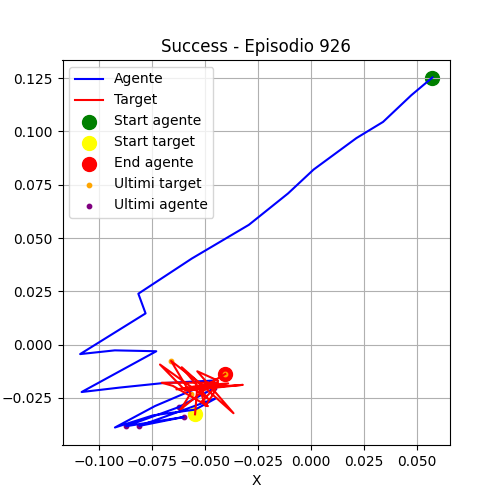 Success - Episodio 926
Agente
Target
Start agente
Start target
End agente
Ultimi target
Ultimi agente
0.125
0.100
0.075
0.050
0.025
0.000
−0.025
−0.100 −0.075 −0.050 −0.025 0.000 0.025 0.050
X